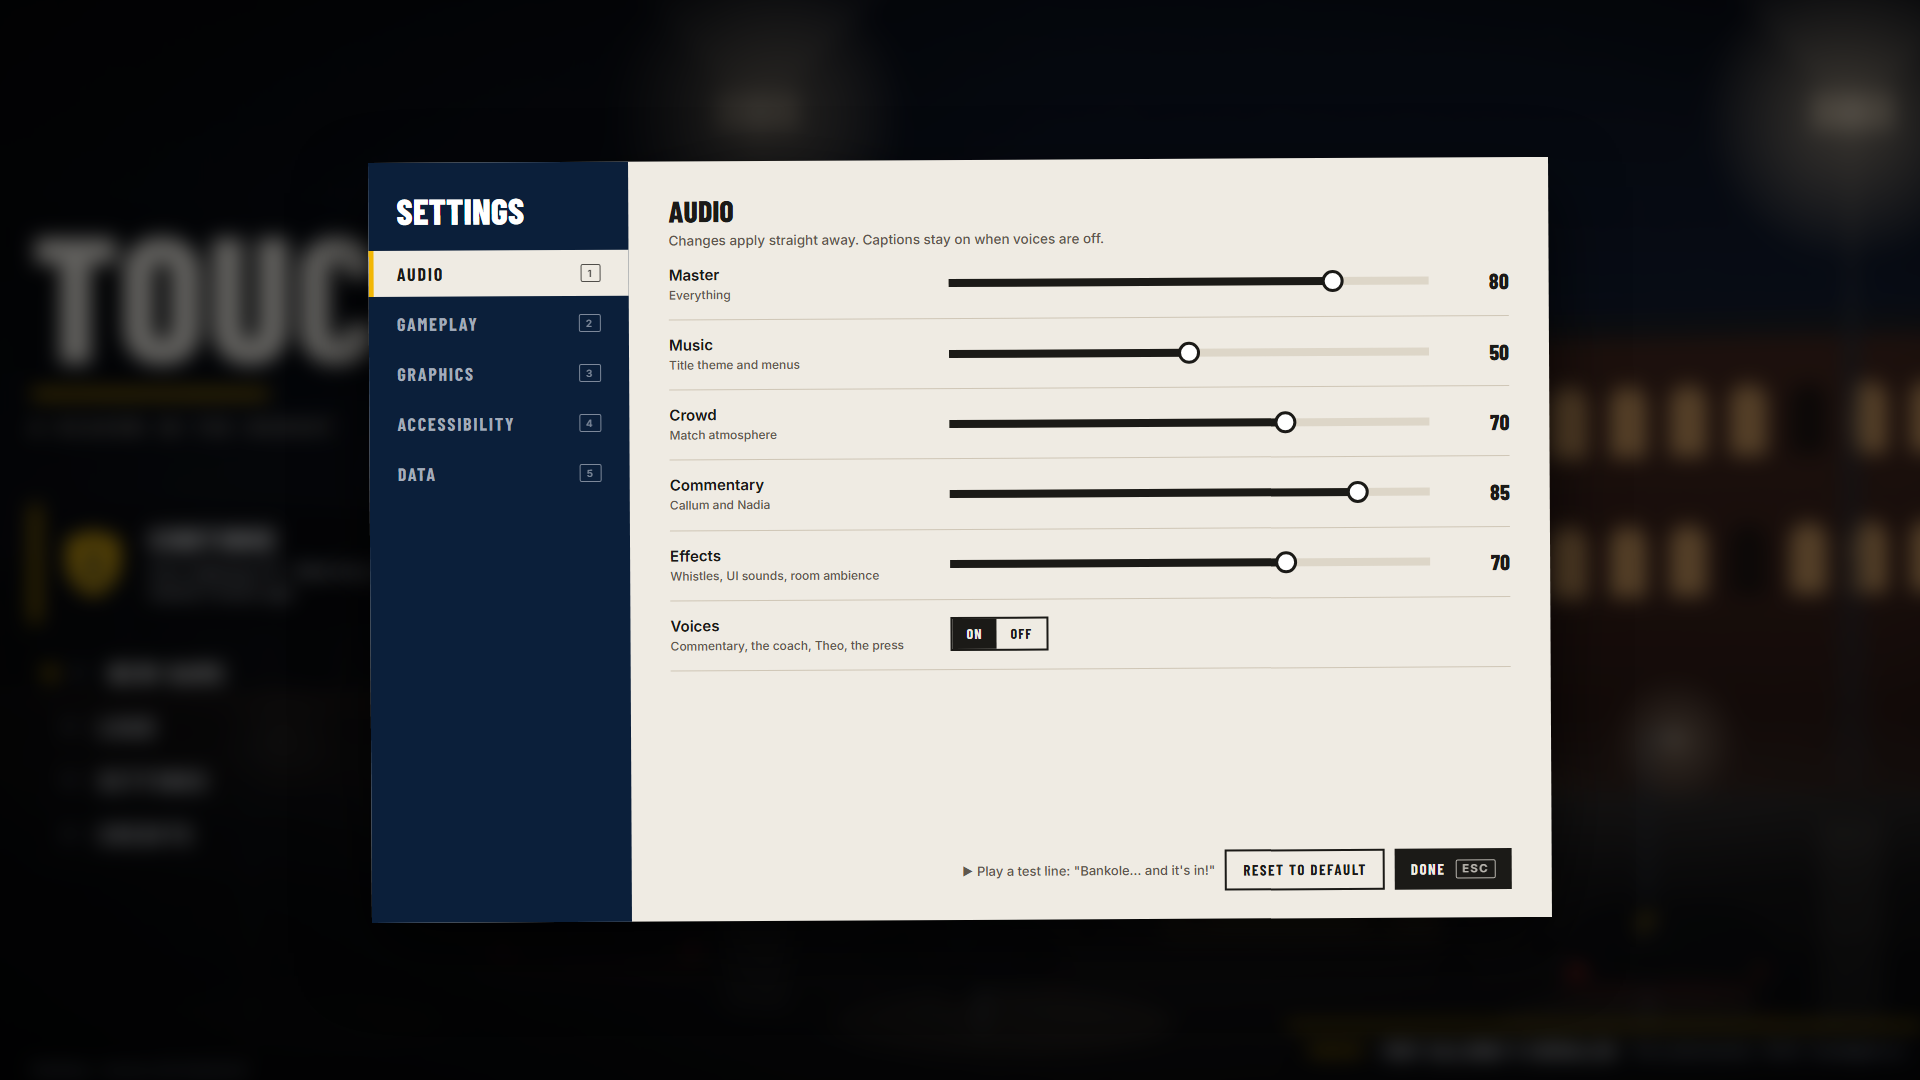 TOUC
SETTINGS
AUDIO 1
GAMEPLAY 2
GRAPHICS 3
ACCESSIBILITY 4
DATA 5
AUDIO
Changes apply straight away. Captions stay on when voices are off.
Master
Everything
80
Music
Title theme and menus
50
Crowd
Match atmosphere
70
Commentary
Callum and Nadia
85
Effects
Whistles, UI sounds, room ambience
70
Voices
Commentary, the coach, Theo, the press
ON OFF
▶ Play a test line: "Bankole... and it's in!"
RESET TO DEFAULT
DONE ESC